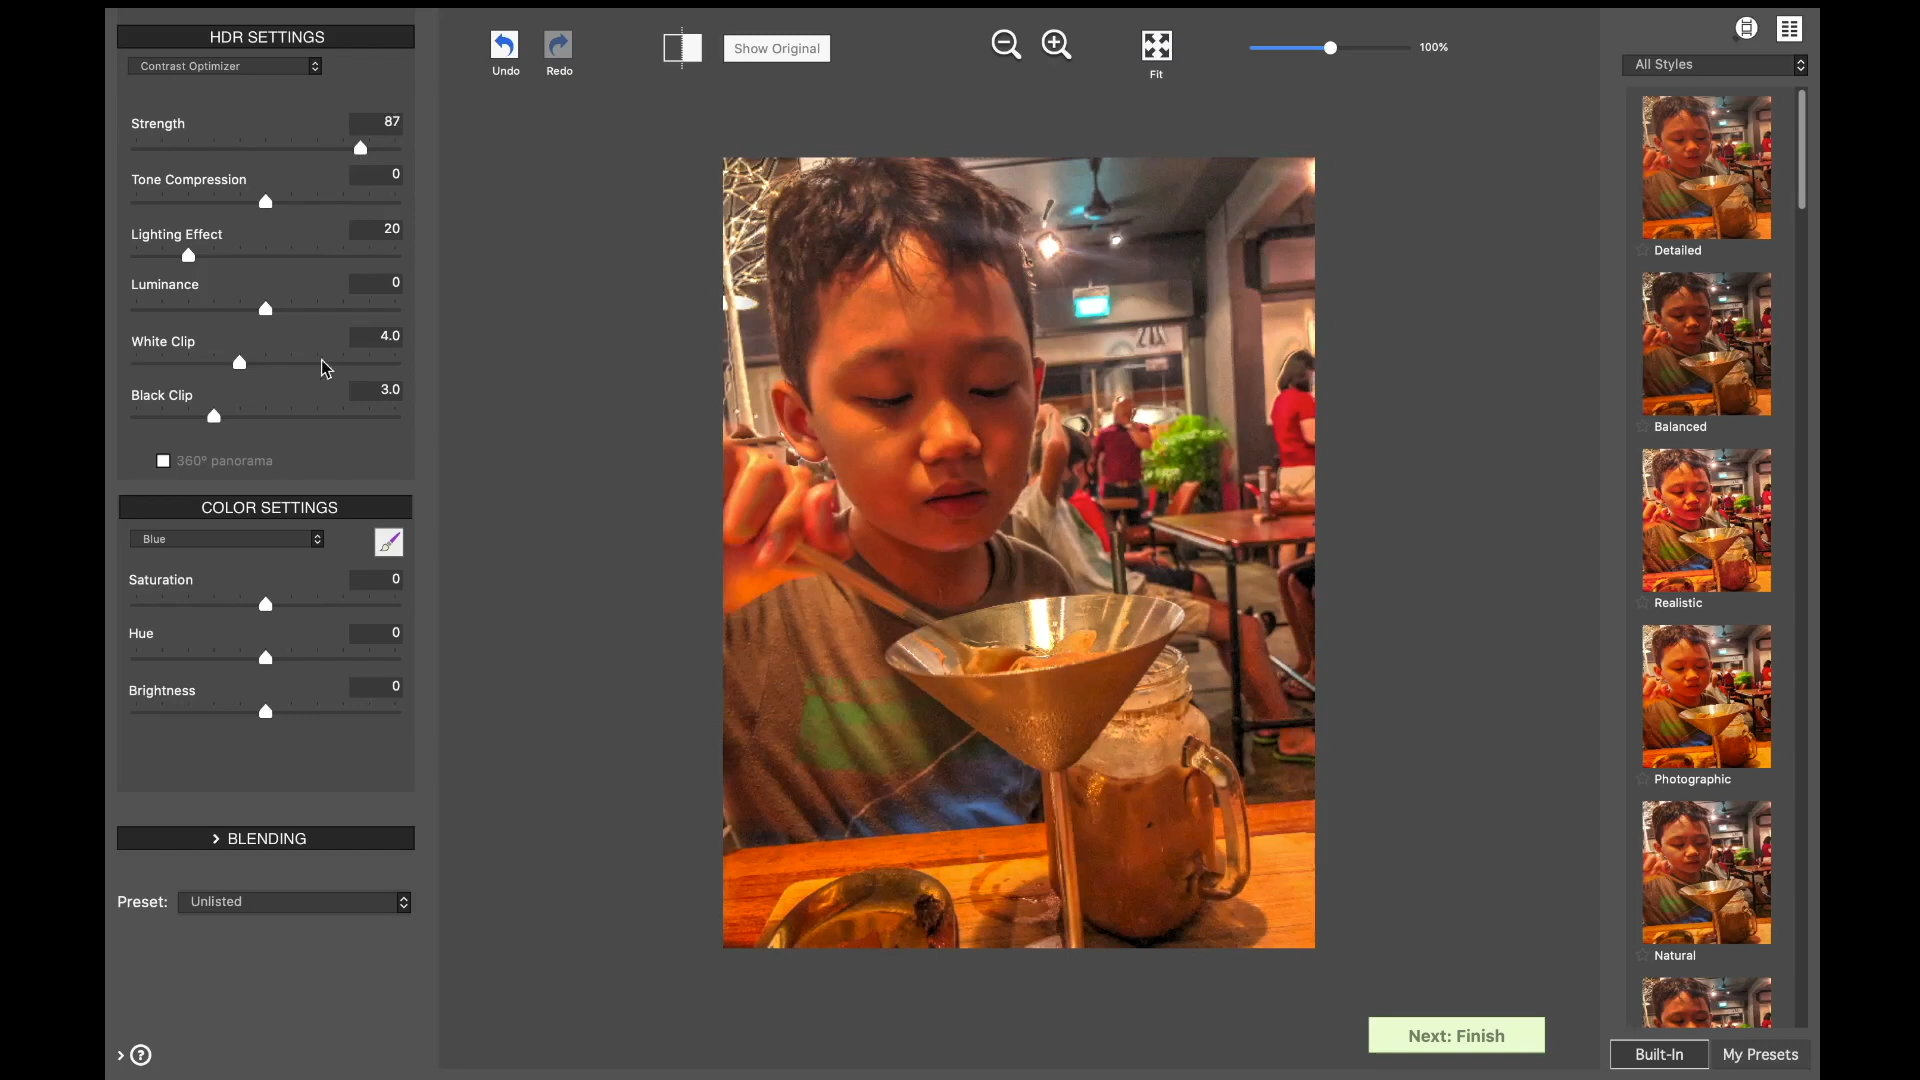 HDR SETTINGS
Contrast Optimizer
Strength 87
Tone Compression 0
Lighting Effect 20
Luminance 0
White Clip 4.0
Black Clip 3.0
360º panorama
COLOR SETTINGS
Blue
Saturation 0
Hue 0
Brightness 0
> BLENDING
Preset: Unlisted
> ?
Undo
Redo
Show Original
Fit
100%
Next: Finish
All Styles
Detailed
Balanced
Realistic
Photographic
Natural
Built-In
My Presets